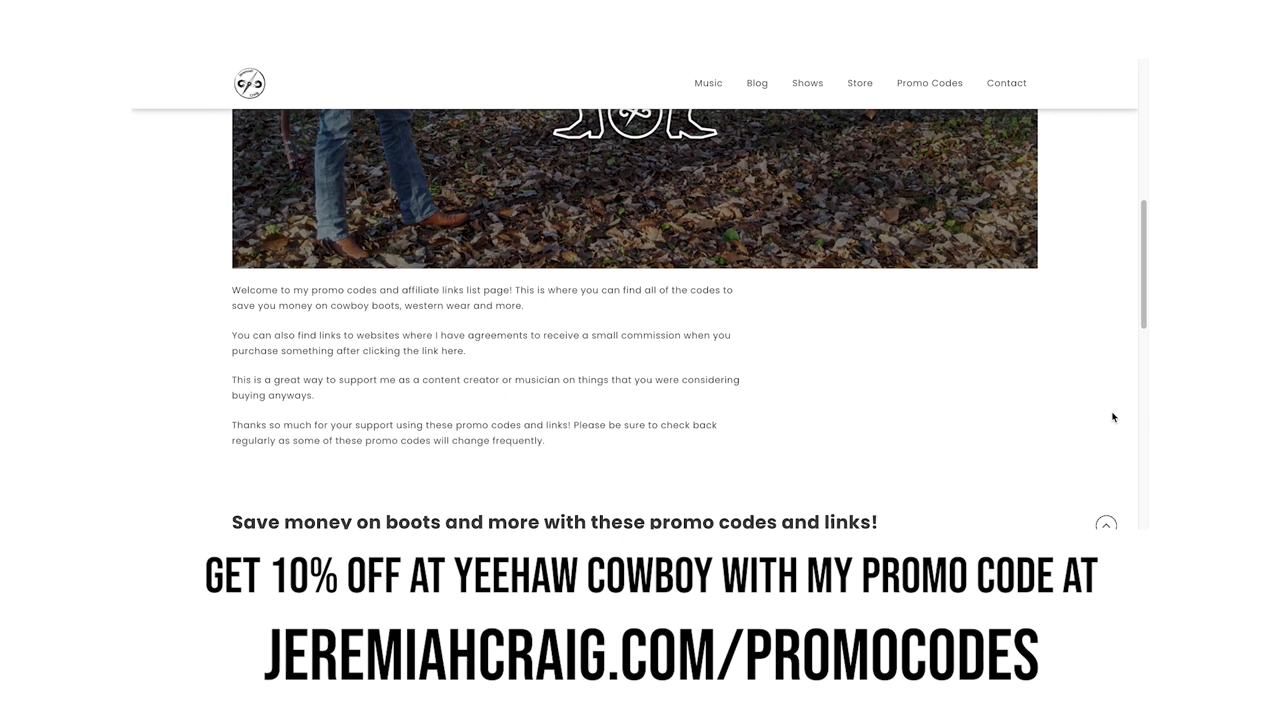 Music Blog Shows Store Promo Codes Contact
Welcome to my promo codes and affiliate links list page! This is where you can find all of the codes to
save you money on cowboy boots, western wear and more.
You can also find links to websites where I have agreements to receive a small commission when you
purchase something after clicking the link here.
This is a great way to support me as a content creator or musician on things that you were considering
buying anyways.
Thanks so much for your support using these promo codes and links! Please be sure to check back
regularly as some of these promo codes will change frequently.
Save money on boots and more with these promo codes and links!
GET 10% OFF AT YEEHAW COWBOY WITH MY PROMO CODE AT
JEREMIAHCRAIG.COM/PROMOCODES